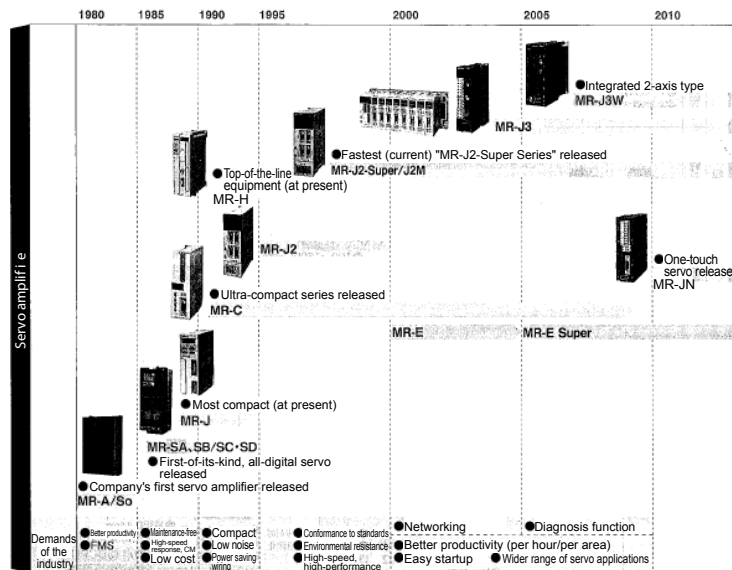 1980
1985
1990
1995
2000
2005
2010
Servo amplifie
●Integrated 2-axis type
MR-J3W
MR-J3
●Fastest (current) "MR-J2-Super Series" released
MR-J2-Super/J2M
●Top-of-the-line
equipment (at present)
MR-H
MR-J2
●One-touch
servo release
MR-JN
●Ultra-compact series released
MR-C
MR-E
MR-E Super
●Most compact (at present)
MR-J
MR-SA、SB/SC・SD
●First-of-its-kind, all-digital servo
released
●Company's first servo amplifier released
MR-A/So
Demands
of the
industry
●Better productivity
●FMS
●Maintenance-free
●High-speed
response, CM
●Low cost
●Compact
●Low noise
●Power saving
wiring
●Conformance to standards
●Environmental resistance
●High-speed,
high-performance
●Networking
●Diagnosis function
●Better productivity (per hour/per area)
●Easy startup
●Wider range of servo applications